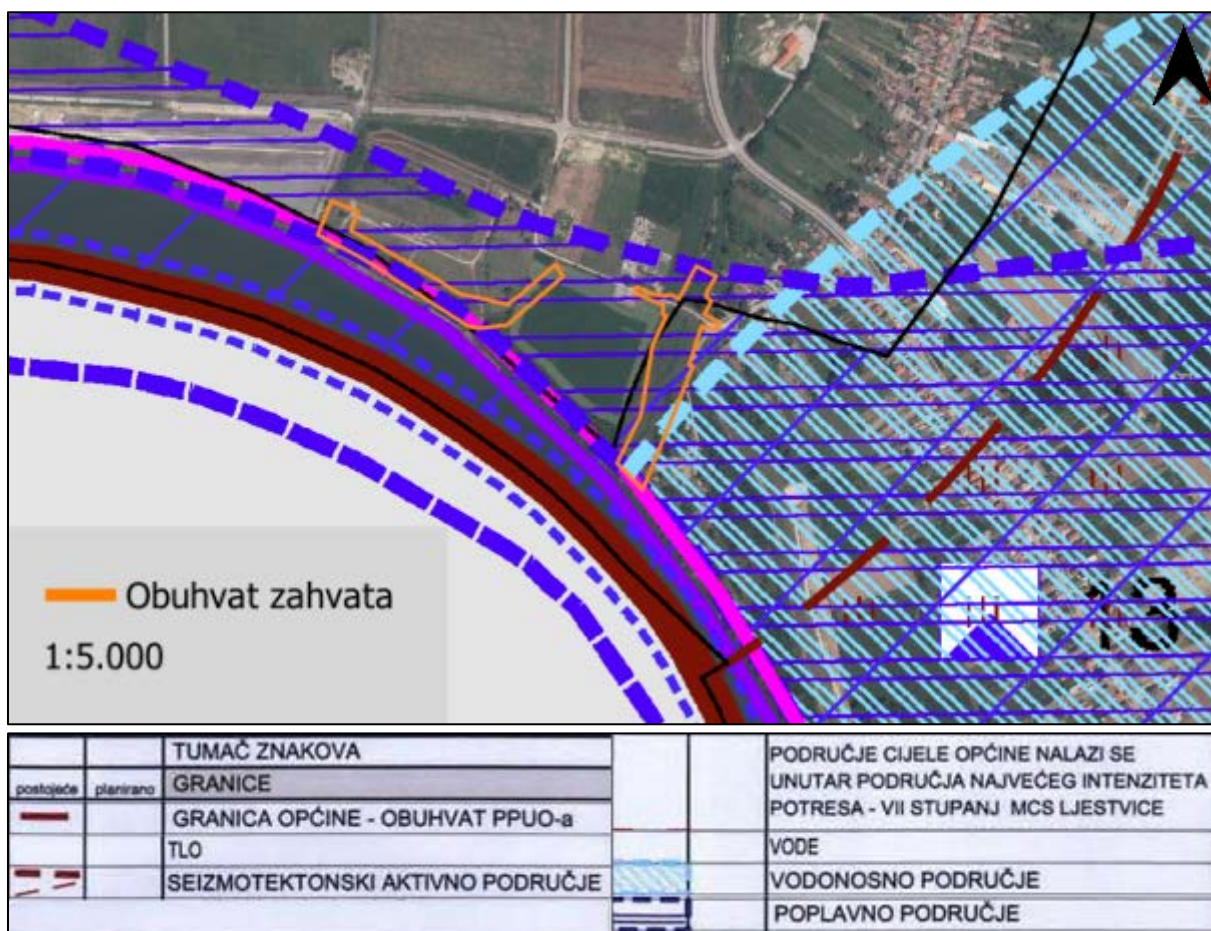 Obuhvat zahvata
1:5.000
13
TUMAČ ZNAKOVA
postojeće planirano GRANICE
GRANICA OPĆINE - OBUHVAT PPUO-a
TLO
SEIZMOTEKTONSKI AKTIVNO PODRUČJE
PODRUČJE CIJELE OPĆINE NALAZI SE
UNUTAR PODRUČJA NAJVEĆEG INTENZITETA
POTRESA - VII STUPANJ MCS LJESTVICE
VODE
VODONOSNO PODRUČJE
POPLAVNO PODRUČJE